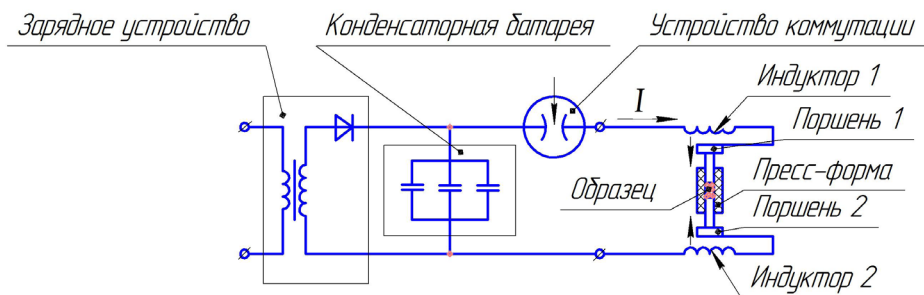 Зарядное устройство
Конденсаторная батарея
Устройство коммутации
I
Индуктор 1
Поршень 1
Пресс-форма
Образец
Поршень 2
Индуктор 2